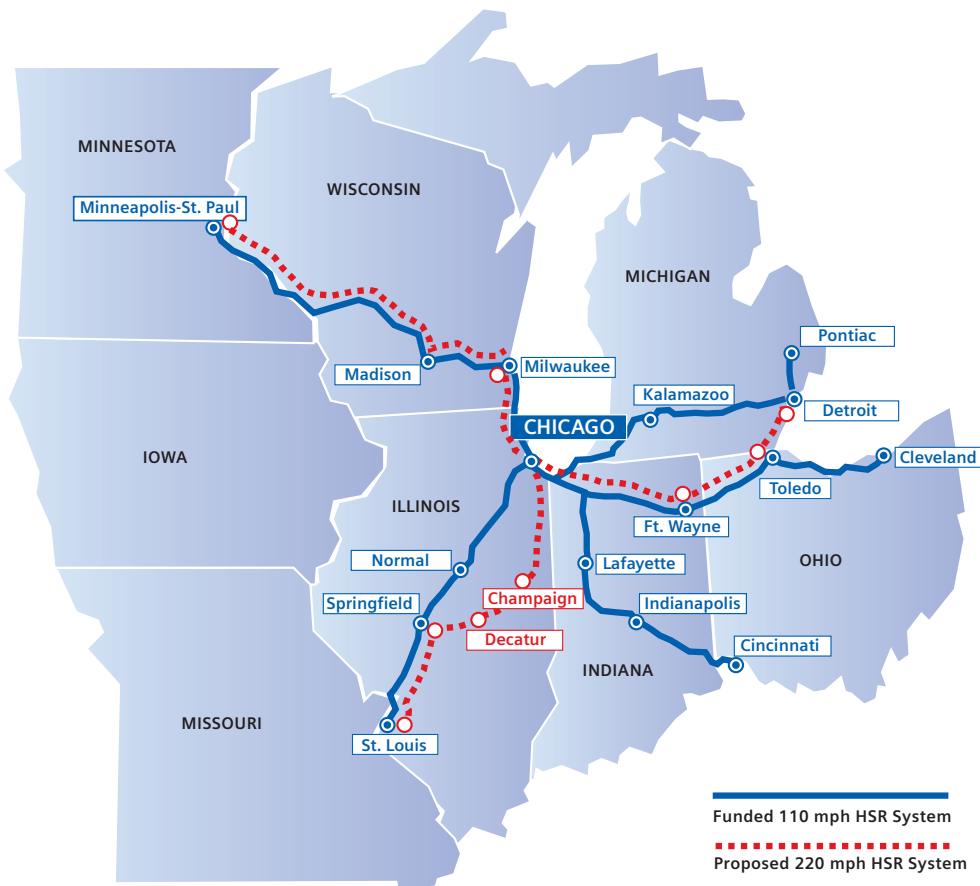 MINNESOTA
WISCONSIN
Minneapolis-St. Paul
MICHIGAN
Pontiac
Madison
Milwaukee
Kalamazoo
Detroit
CHICAGO
IOWA
Cleveland
Toledo
ILLINOIS
Ft. Wayne
Normal
Lafayette
OHIO
Champaign
Springfield
Indianapolis
Decatur
Cincinnati
INDIANA
MISSOURI
St. Louis
Funded 110 mph HSR System
Proposed 220 mph HSR System